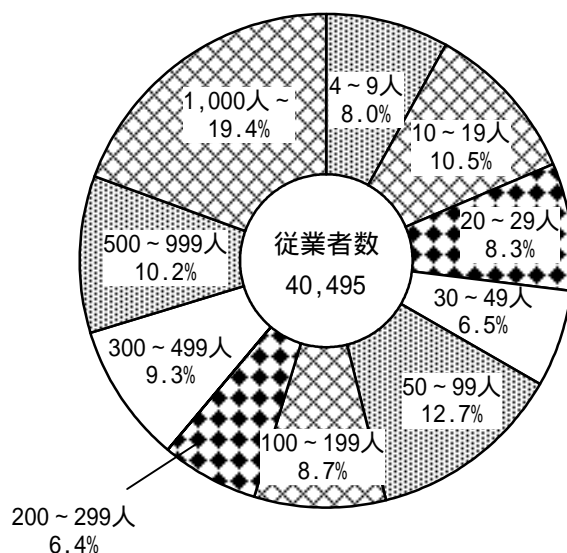 4～9人
8.0%
10～19人
10.5%
20～29人
8.3%
30～49人
6.5%
50～99人
12.7%
100～199人
8.7%
200～299人
6.4%
300～499人
9.3%
500～999人
10.2%
1,000人～
19.4%
従業者数
40,495